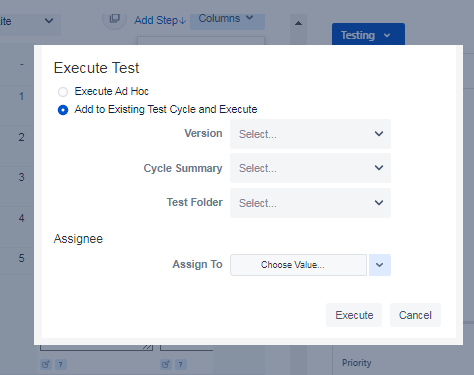 ite
Add Step↓
Columns
Testing
Execute Test
Execute Ad Hoc
Add to Existing Test Cycle and Execute
Version
Select...
Cycle Summary
Select...
Test Folder
Select...
Assignee
Assign To
Choose Value...
Execute
Cancel
-
1
2
3
4
5
?
?
Priority